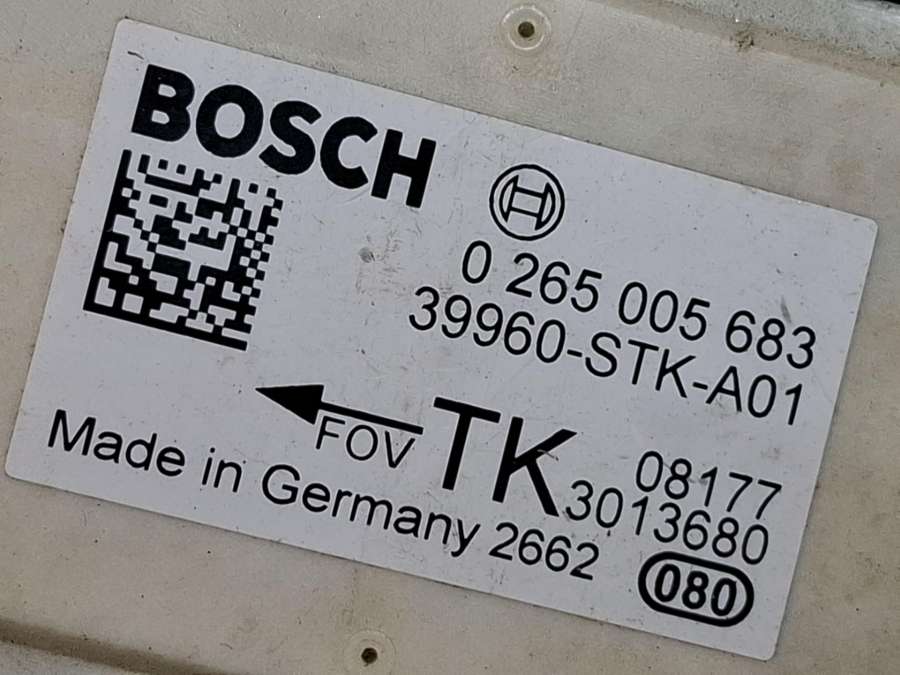 BOSCH
0 265 005 683
39960-STK-A01
FOV
TK
08177
3013680
Made in Germany 2662
080